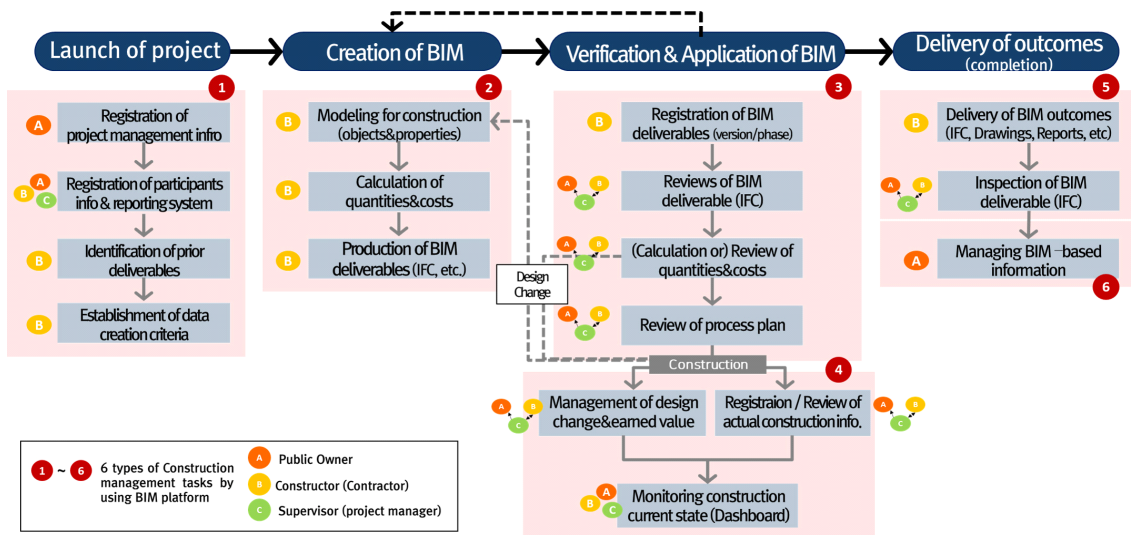 Launch of project
Creation of BIM
Verification & Application of BIM
Delivery of outcomes
(completion)
1
A
Registration of
project management infro
A
B
C
Registration of participants
info & reporting system
B
Identification of prior
deliverables
B
Establishment of data
creation criteria
2
B
Modeling for construction
(objects&properties)
B
Calculation of
quantities&costs
B
Production of BIM
deliverables (IFC, etc.)
Design
Change
3
B
Registration of BIM
deliverables (version/phase)
A
B
C
Reviews of BIM
deliverable (IFC)
A
B
C
(Calculation or) Review of
quantities&costs
A
B
C
Review of process plan
Construction
4
A
B
C
Management of design
change&earned value
Registraion / Review of
actual construction info.
A
B
C
A
B
C
Monitoring construction
current state (Dashboard)
5
B
Delivery of BIM outcomes
(IFC, Drawings, Reports, etc)
A
B
C
Inspection of BIM
deliverable (IFC)
A
Managing BIM –based
information
6
1 ~ 6
6 types of Construction
management tasks by
using BIM platform
A Public Owner
B Constructor (Contractor)
C Supervisor (project manager)